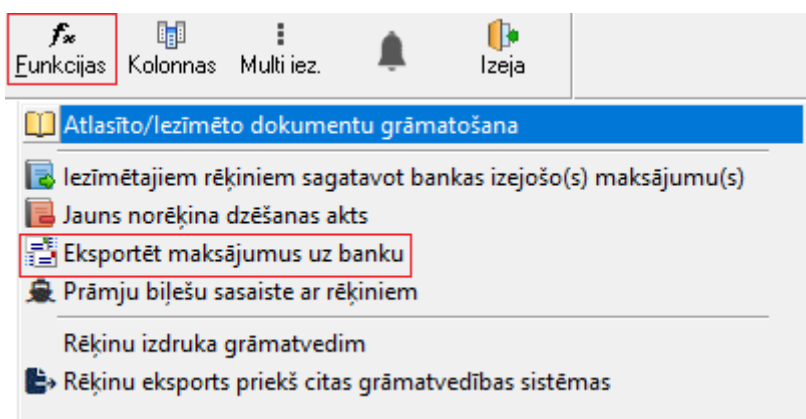 fx
Funkcijas Kolonnas Multi iez. Izeja
Atlasīto/Iezīmēto dokumentu grāmatošana
Iezīmētajiem rēķiniem sagatavot bankas izejošo(s) maksājumu(s)
Jauns norēķina dzēšanas akts
Eksportēt maksājumus uz banku
Prāmju biļešu sasaiste ar rēķiniem
Rēķinu izdruka grāmatvedim
Rēķinu eksports priekš citas grāmatvedības sistēmas